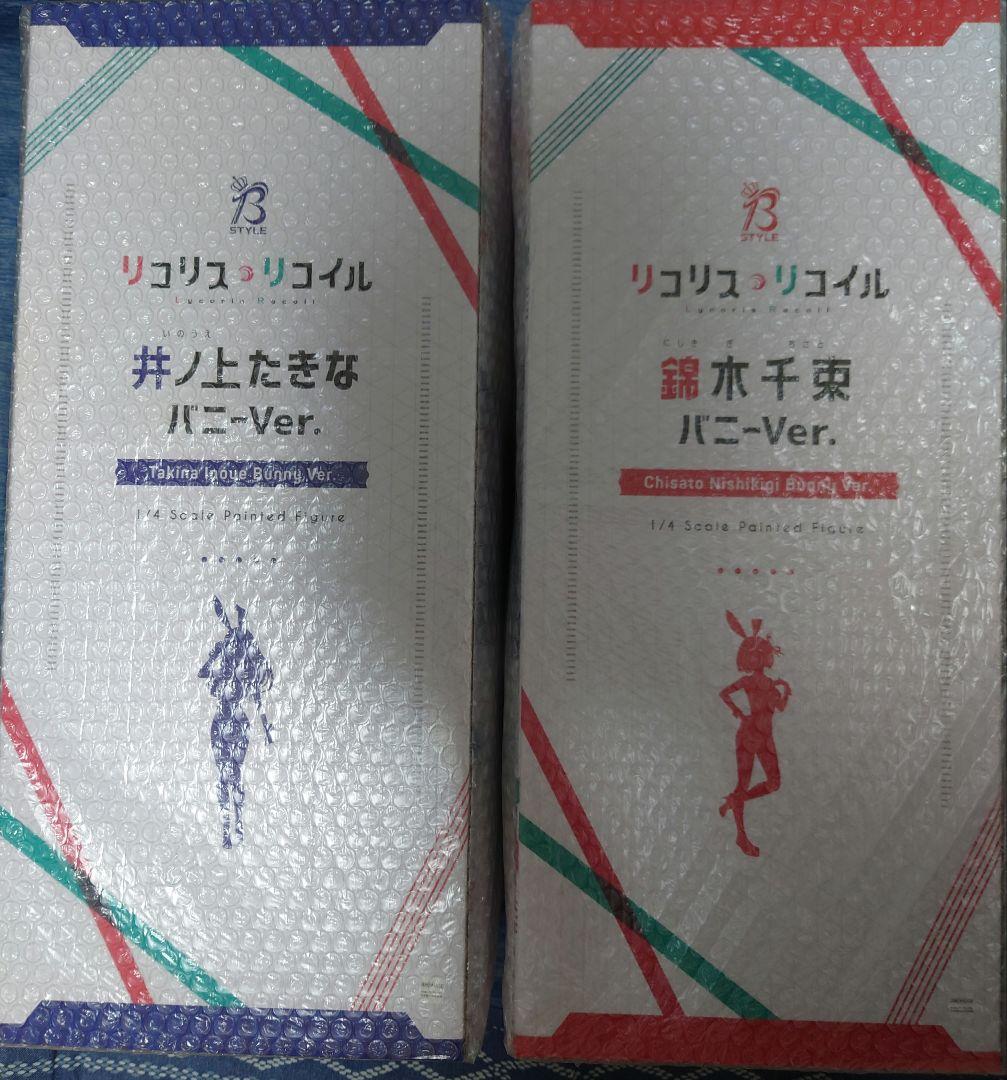 B
STYLE
リコリス リコイル
Lycoris Recoil
いのうえ
井ノ上たきな
バニーVer.
Takina Inoue Bunny Ver.
1/4 Scale Painted Figure
B
STYLE
リコリス リコイル
Lycoris Recoil
にしき ぎ ちさと
錦木千束
バニーVer.
Chisato Nishikigi Bunny Ver.
1/4 Scale Painted Figure